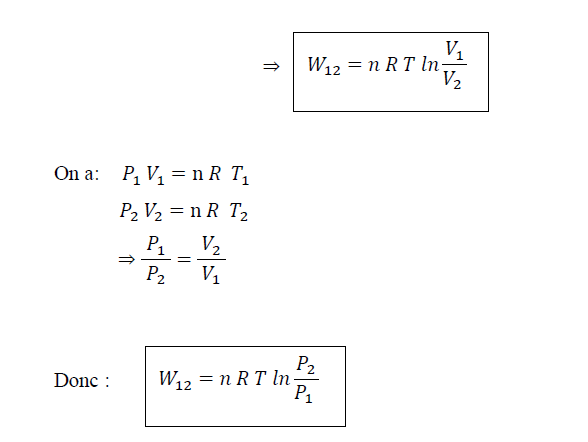 ⇒ W₁₂ = n R T ln V₁/V₂
On a: P₁ V₁ = n R T₁
P₂ V₂ = n R T₂
⇒ P₁/P₂ = V₂/V₁
Donc : W₁₂ = n R T ln P₂/P₁